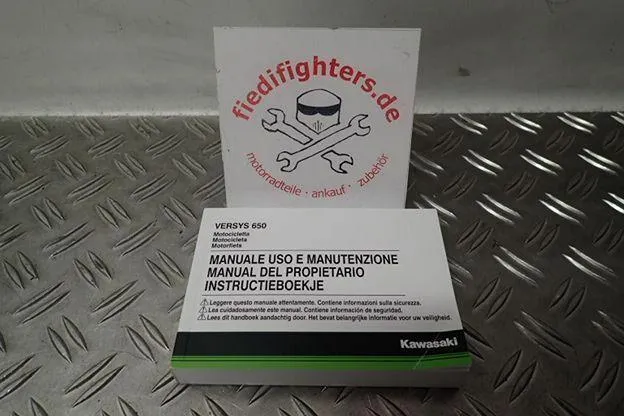 fiedifighters.de
motorradteile · ankauf · zubehör
VERSYS 650
Motocicletta
Motocicleta
Motorfiets
MANUALE USO E MANUTENZIONE
MANUAL DEL PROPIETARIO
INSTRUCTIEBOEKJE
Leggere questo manuale attentamente. Contiene informazioni sulla sicurezza.
Lea cuidadosamente este manual. Contiene información de seguridad.
Lees dit handboek aandachtig door. Het bevat belangrijke informatie voor uw veiligheid.
Kawasaki